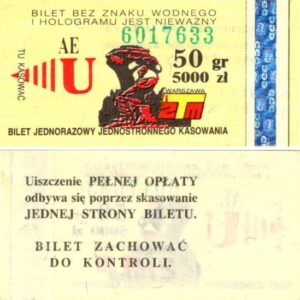 BILET BEZ ZNAKU WODNEGO
I HOLOGRAMU JEST NIEWAŻNY
TU KASOWAĆ
AE
6017633
U
50 gr
5000 zł
WARSZAWA
ztm
BILET JEDNORAZOWY JEDNOSTRONNEGO KASOWANIA
Uiszczenie PEŁNEJ OPŁATY
odbywa się poprzez skasowanie
JEDNEJ STRONY BILETU.
BILET ZACHOWAĆ
DO KONTROLI.